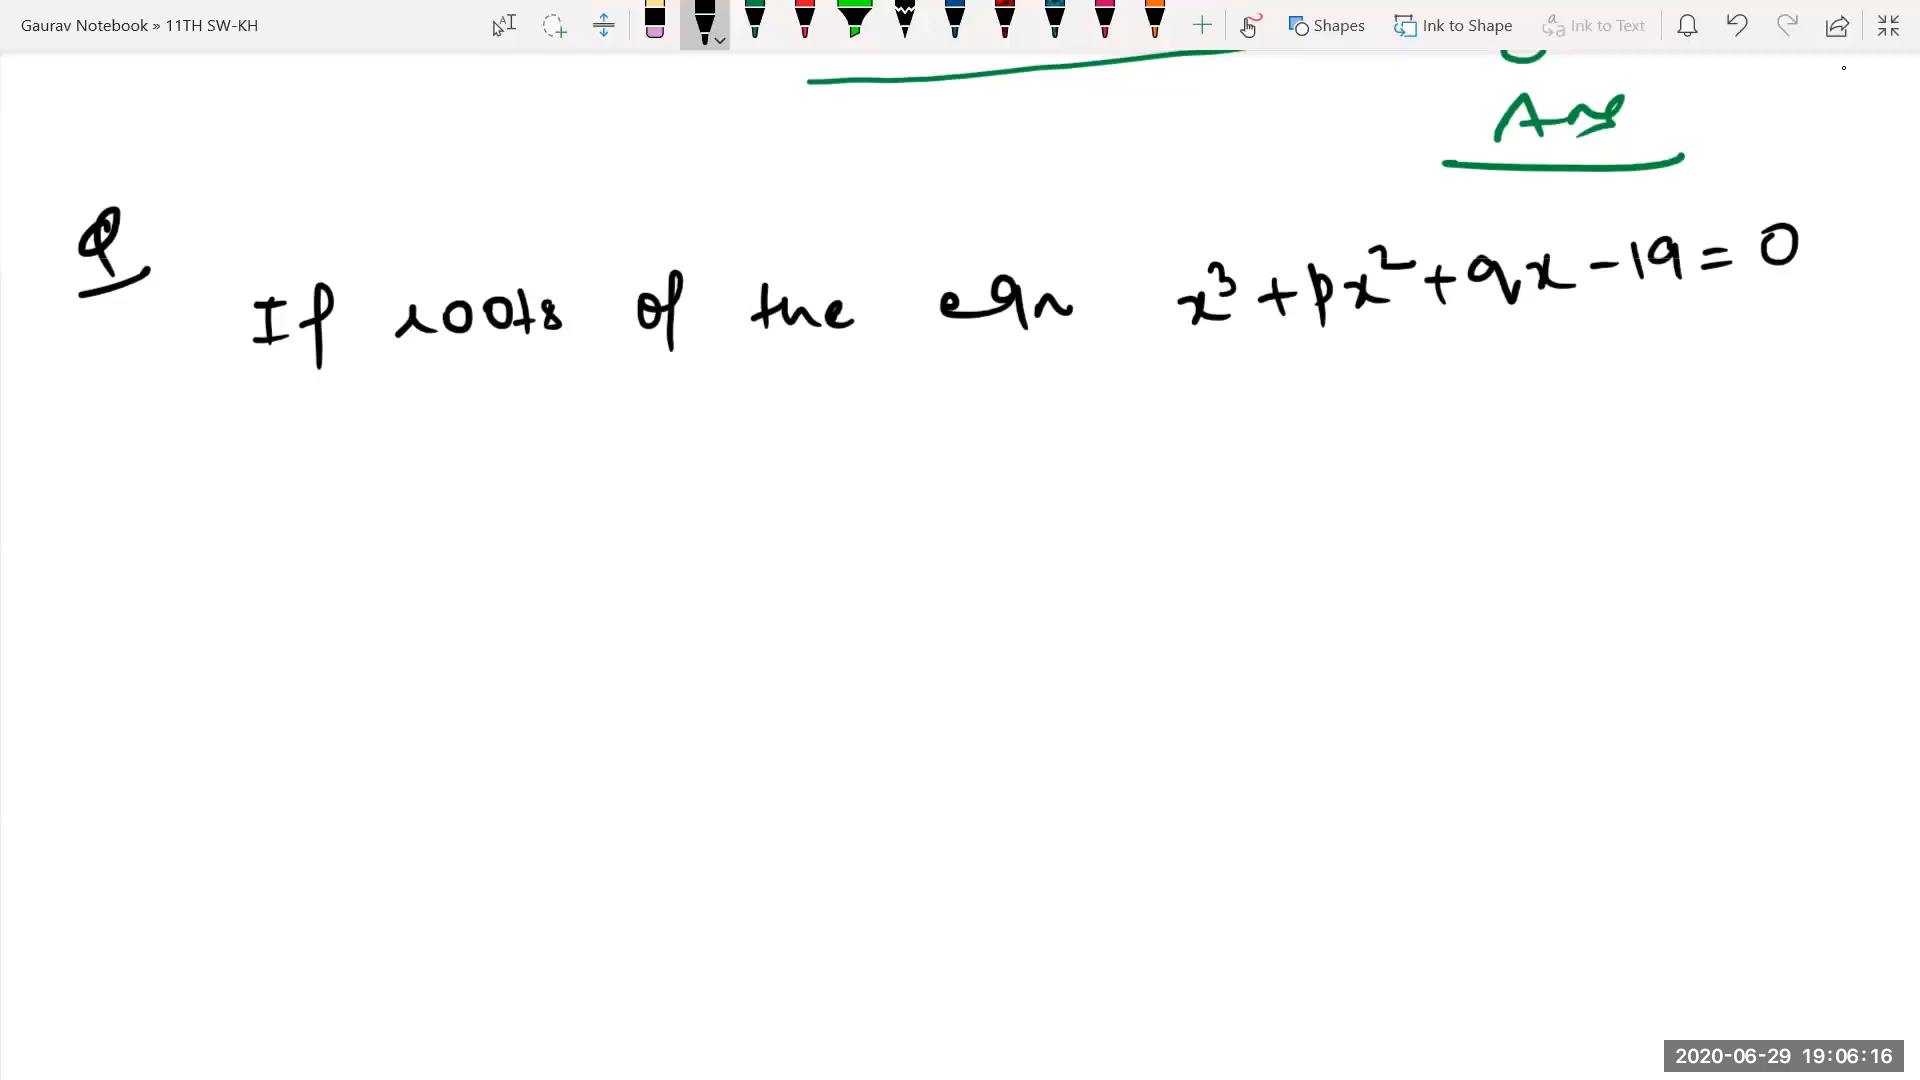 Gaurav Notebook » 11TH SW-KH
Shapes
Ink to Shape
Ink to Text
Ans
Q
If roots of the eqn x³ + px² + qx - 19 = 0
2020-06-29 19:06:16